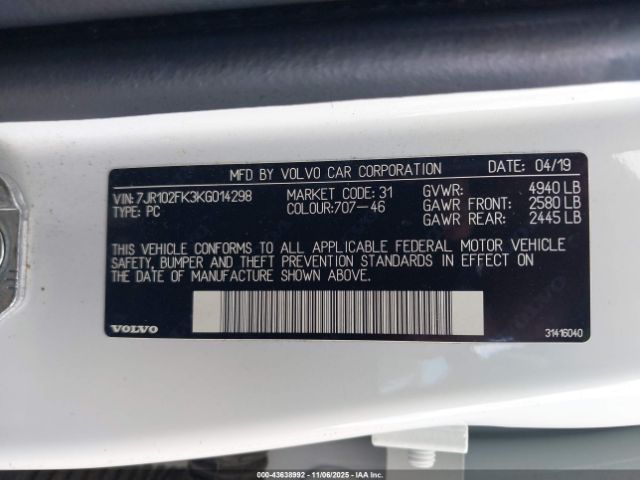 MFD BY VOLVO CAR CORPORATION DATE: 04/19
VIN: 7JR102FK3KG014298 MARKET CODE: 31 GVWR: 4940 LB
TYPE: PC COLOUR:707-46 GAWR FRONT: 2580 LB
GAWR REAR: 2445 LB
THIS VEHICLE CONFORMS TO ALL APPLICABLE FEDERAL MOTOR VEHICLE
SAFETY, BUMPER AND THEFT PREVENTION STANDARDS IN EFFECT ON
THE DATE OF MANUFACTURE SHOWN ABOVE.
VOLVO 31416040
000-43638992 - 11/06/2025 - IAA Inc.